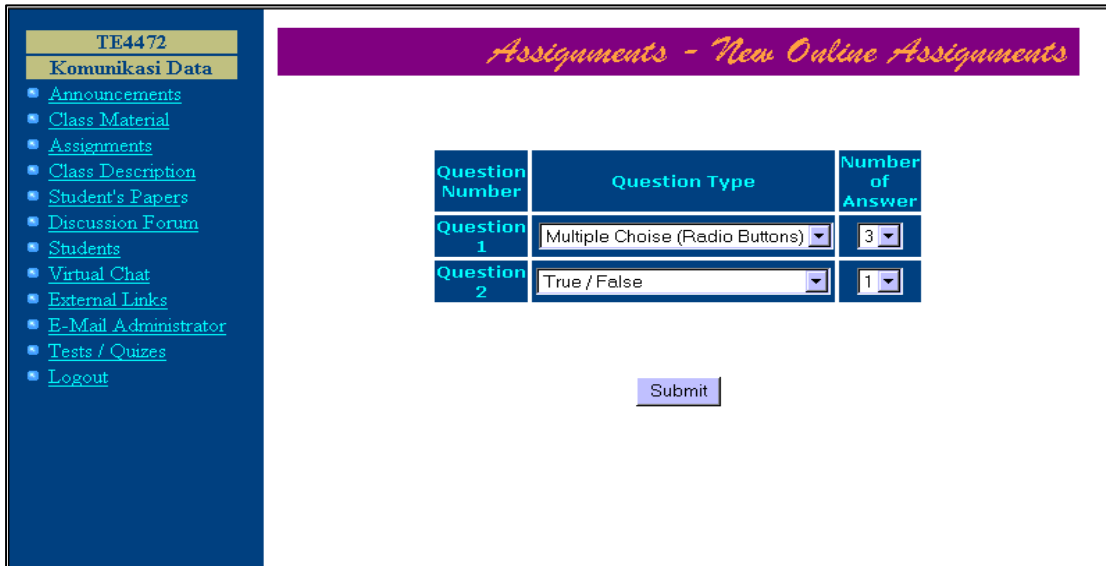 TE4472
Komunikasi Data
Announcements
Class Material
Assignments
Class Description
Student's Papers
Discussion Forum
Students
Virtual Chat
External Links
E-Mail Administrator
Tests / Quizes
Logout
Assignments - New Online Assignments
Question Number
Question Type
Number of Answer
Question 1
Multiple Choise (Radio Buttons)
3
Question 2
True / False
1
Submit